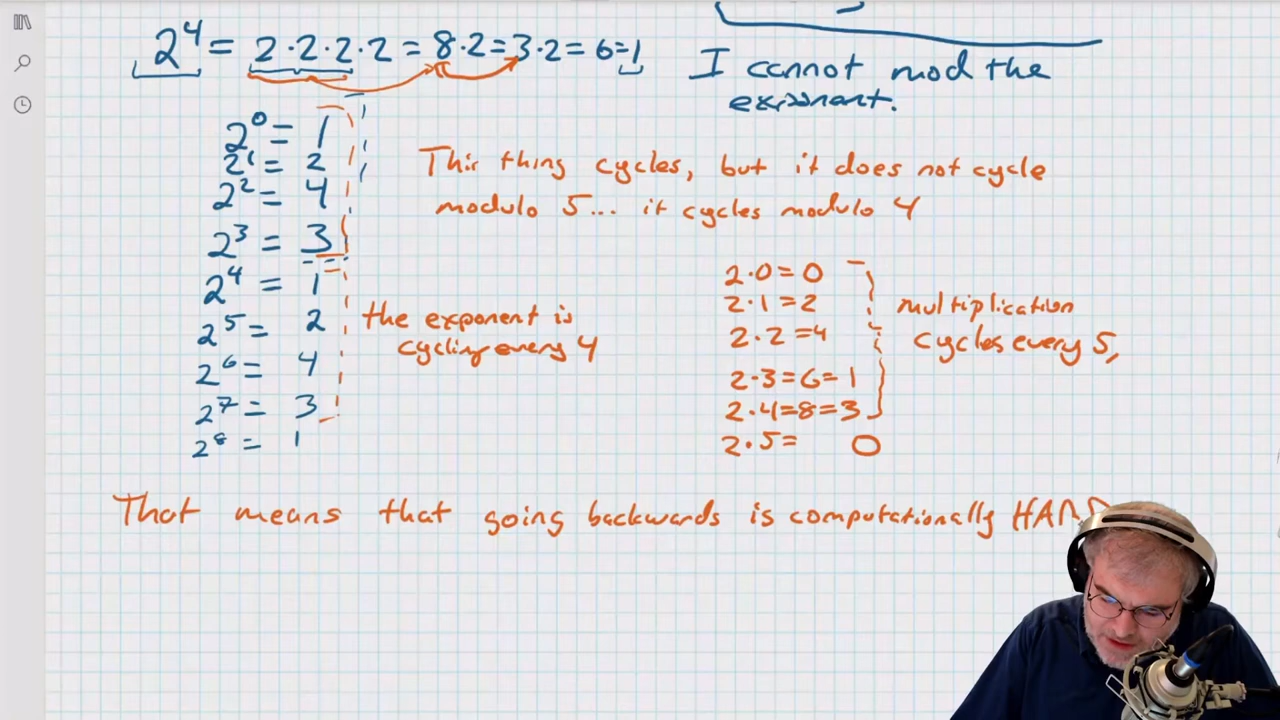 2⁴ = 2·2·2·2 = 8·2 = 3·2 = 6 = 1
I cannot mod the
exponent.
2⁰ = 1
2¹ = 2
2² = 4
2³ = 3
2⁴ = 1
2⁵ = 2
2⁶ = 4
2⁷ = 3
2⁸ = 1
This thing cycles, but it does not cycle
modulo 5... it cycles modulo 4
the exponent is
cycling every 4
2·0=0
2·1=2
2·2=4
2·3=6=1
2·4=8=3
2·5= 0
multiplication
cycles every 5,
That means that going backwards is computationally HARD